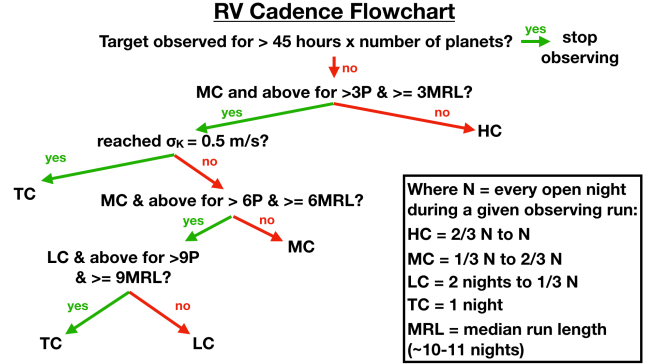 RV Cadence Flowchart
Target observed for > 45 hours x number of planets?
yes
stop
observing
no
MC and above for >3P & >= 3MRL?
yes
no
HC
reached σK = 0.5 m/s?
yes
no
TC
MC & above for > 6P & >= 6MRL?
yes
no
MC
LC & above for >9P
& >= 9MRL?
yes
no
TC
LC
Where N = every open night
during a given observing run:
HC = 2/3 N to N
MC = 1/3 N to 2/3 N
LC = 2 nights to 1/3 N
TC = 1 night
MRL = median run length
(~10-11 nights)